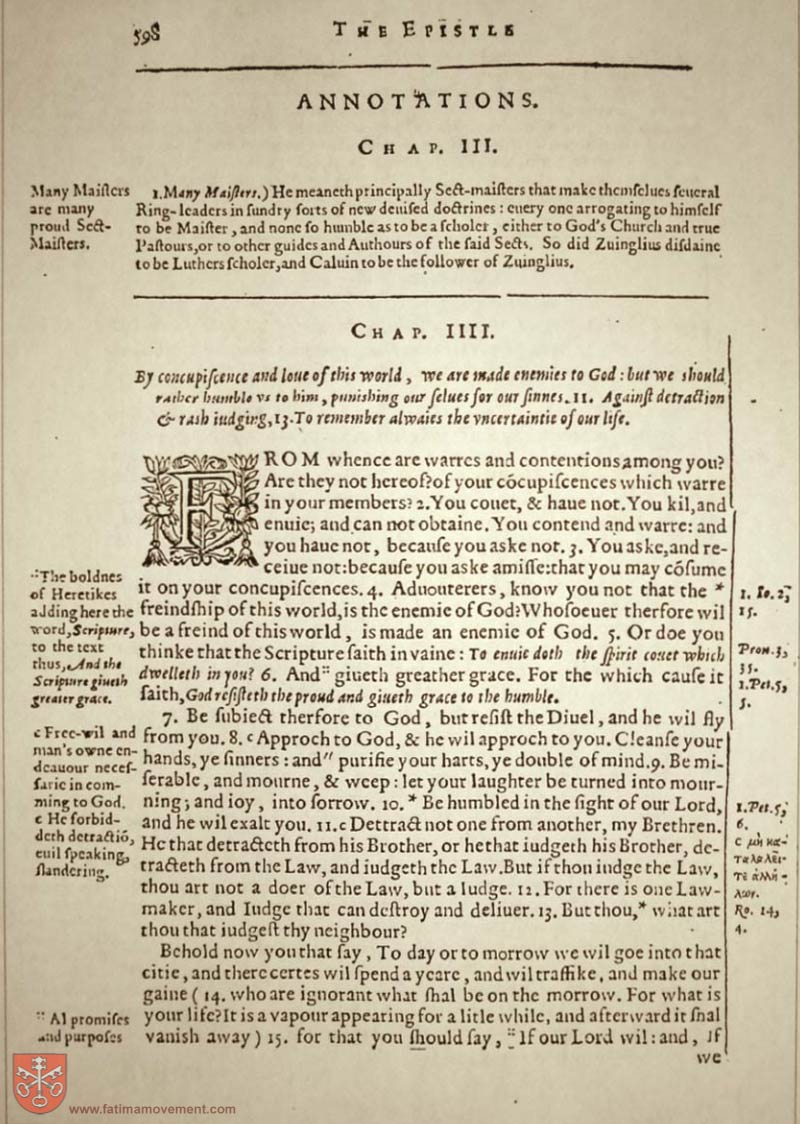 598
THE EPISTLE
ANNOTATIONS.
CHAP. III.
Many Maiſters
are many
proud Sect-
Maiſters.
1. Many Maiſters.) He meaneth principally Sect-maiſters that make themſelues ſeueral
Ring-leaders in ſundry ſorts of new deuiſed doctrines: euery one arrogating to himſelf
to be Maiſter, and none ſo humble as to be a ſcholer, either to God's Church and true
Paſtours, or to other guides and Authours of the ſaid Sects. So did Zuinglius diſdaine
to be Luthers ſcholer, and Caluin to be the follower of Zuinglius.
CHAP. IIII.
By concupiſcence and loue of this world, we are made enemies to God: but we should
rather humble vs to him, punishing our ſelues for our ſinnes. 11. Againſt detraction
& rash iudging, 13. To remember alwaies the vncertaintie of our life.
FROM whence are warres and contentions among you?
Are they not hereof? of your cõcupiſcences which warre
in your members? 2. You couet, & haue not. You kil, and
enuie; and can not obtaine. You contend and warre: and
you haue not, becauſe you aske not. 3. You aske, and re-
ceiue not: becauſe you aske amiſſe: that you may cõſume
it on your concupiſcences. 4. Aduouterers, know you not that the *
freindſhip of this world, is the enemie of God? Whoſoeuer therfore wil
be a freind of this world, is made an enemie of God. 5. Or doe you
thinke that the Scripture ſaith in vaine: To enuie doth the ſpirit couet which
dwelleth in you? 6. And" giueth greather grace. For the which cauſe it
ſaith, God reſiſteth the proud and giueth grace to the humble.
7. Be ſubiect therfore to God, but reſiſt the Diuel, and he wil fly
from you. 8. c Approch to God, & he wil approch to you. Cleanſe your
hands, ye ſinners: and" purifie your harts, ye double of mind. 9. Be mi-
ſerable, and mourne, & weep: let your laughter be turned into mour-
ning; and ioy, into ſorrow. 10. * Be humbled in the ſight of our Lord,
and he wil exalt you. 11. c Dettract not one from another, my Brethren.
He that detracteth from his Brother, or he that iudgeth his Brother, de-
tracteth from the Law, and iudgeth the Law. But if thou iudge the Law,
thou art not a doer of the Law, but a Iudge. 12. For there is one Law-
maker, and Iudge that can deſtroy and deliuer. 13. But thou, * what art
thou that iudgeſt thy neighbour?
Behold now you that ſay, To day or to morrow we wil goe into that
citie, and there certes wil ſpend a yeare, and wil traffike, and make our
gaine (14. who are ignorant what ſhal be on the morrow. For what is
your life? It is a vapour appearing for a litle while, and afterward it ſhal
vanish away) 15. for that you ſhould ſay, " If our Lord wil: and, If
we
"The boldnes
of Heretikes
adding here the
word, Scripture,
to the text
thus, And the
Scripture giueth
greater grace.
c Free-wil and
man's owne en-
deauour neceſ-
ſarie in com-
ming to God.
c He forbid-
deth detractiõ,
euil ſpeaking,
ſlandering.
" Al promiſes
and purpoſes
1. Io. 2,
15.
Prou. 3,
1. Pet. 5,
5.
1. Pet. 5,
6.
c μὴ κα-
ταλαλεῖ-
τε ἀλλή-
λων.
Ro. 14,
4.
www.fatimamovement.com